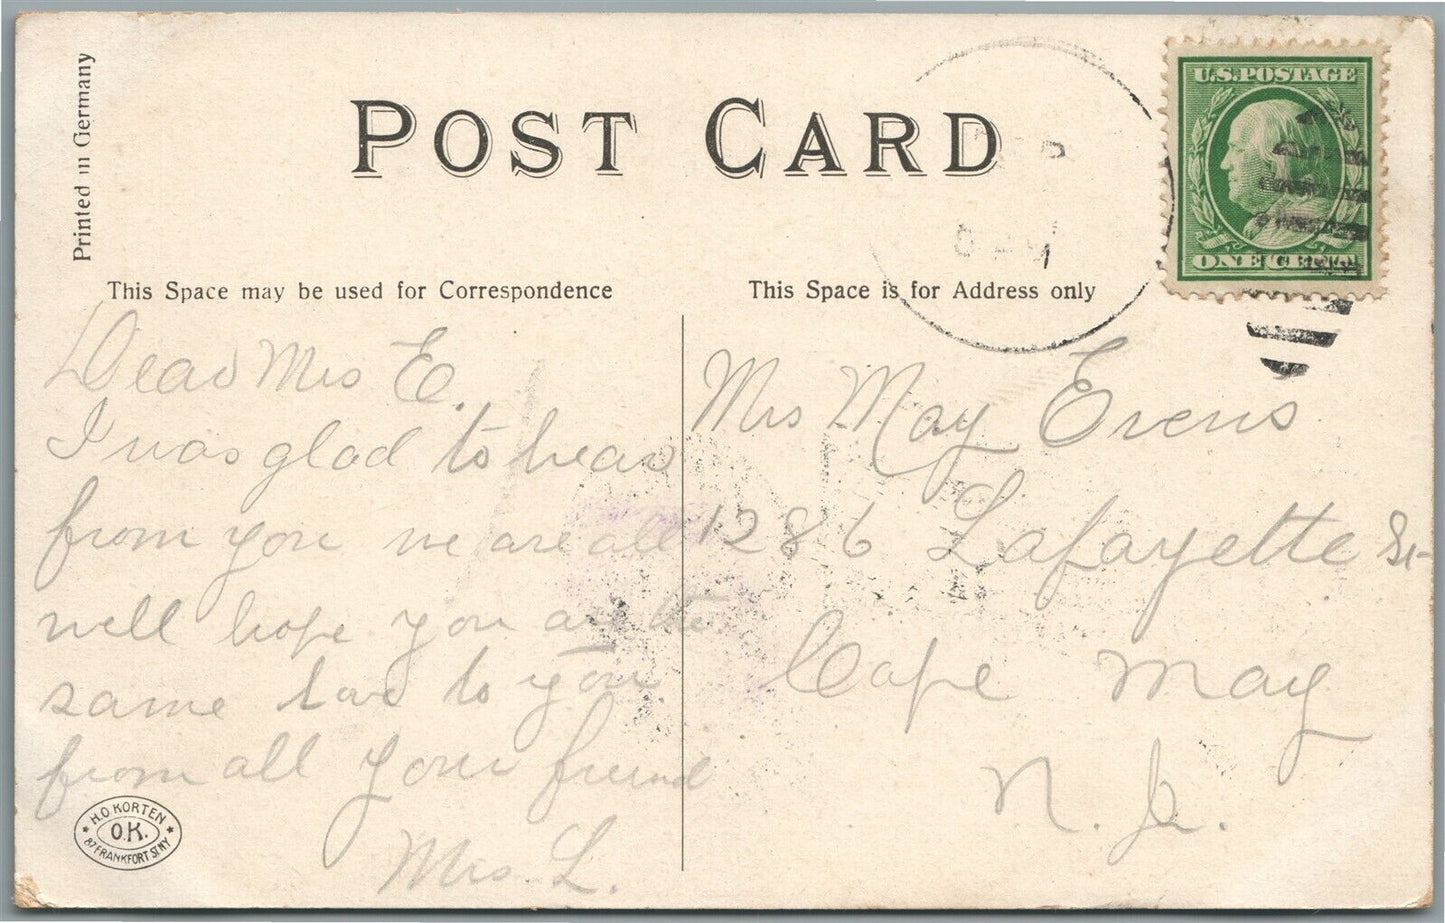 Printed in Germany
POST CARD
U.S. POSTAGE
ONE CENT
This Space may be used for Correspondence
This Space is for Address only
Dear Mrs E.
I was glad to hear
from you we are all
well hope you are the
same love to you
from all your friend
Mrs L.
Mrs May Evens
1286 Lafayette St
Cape May
N. J.
H.O KORTEN
O.K.
87 FRANKFORT ST. NY